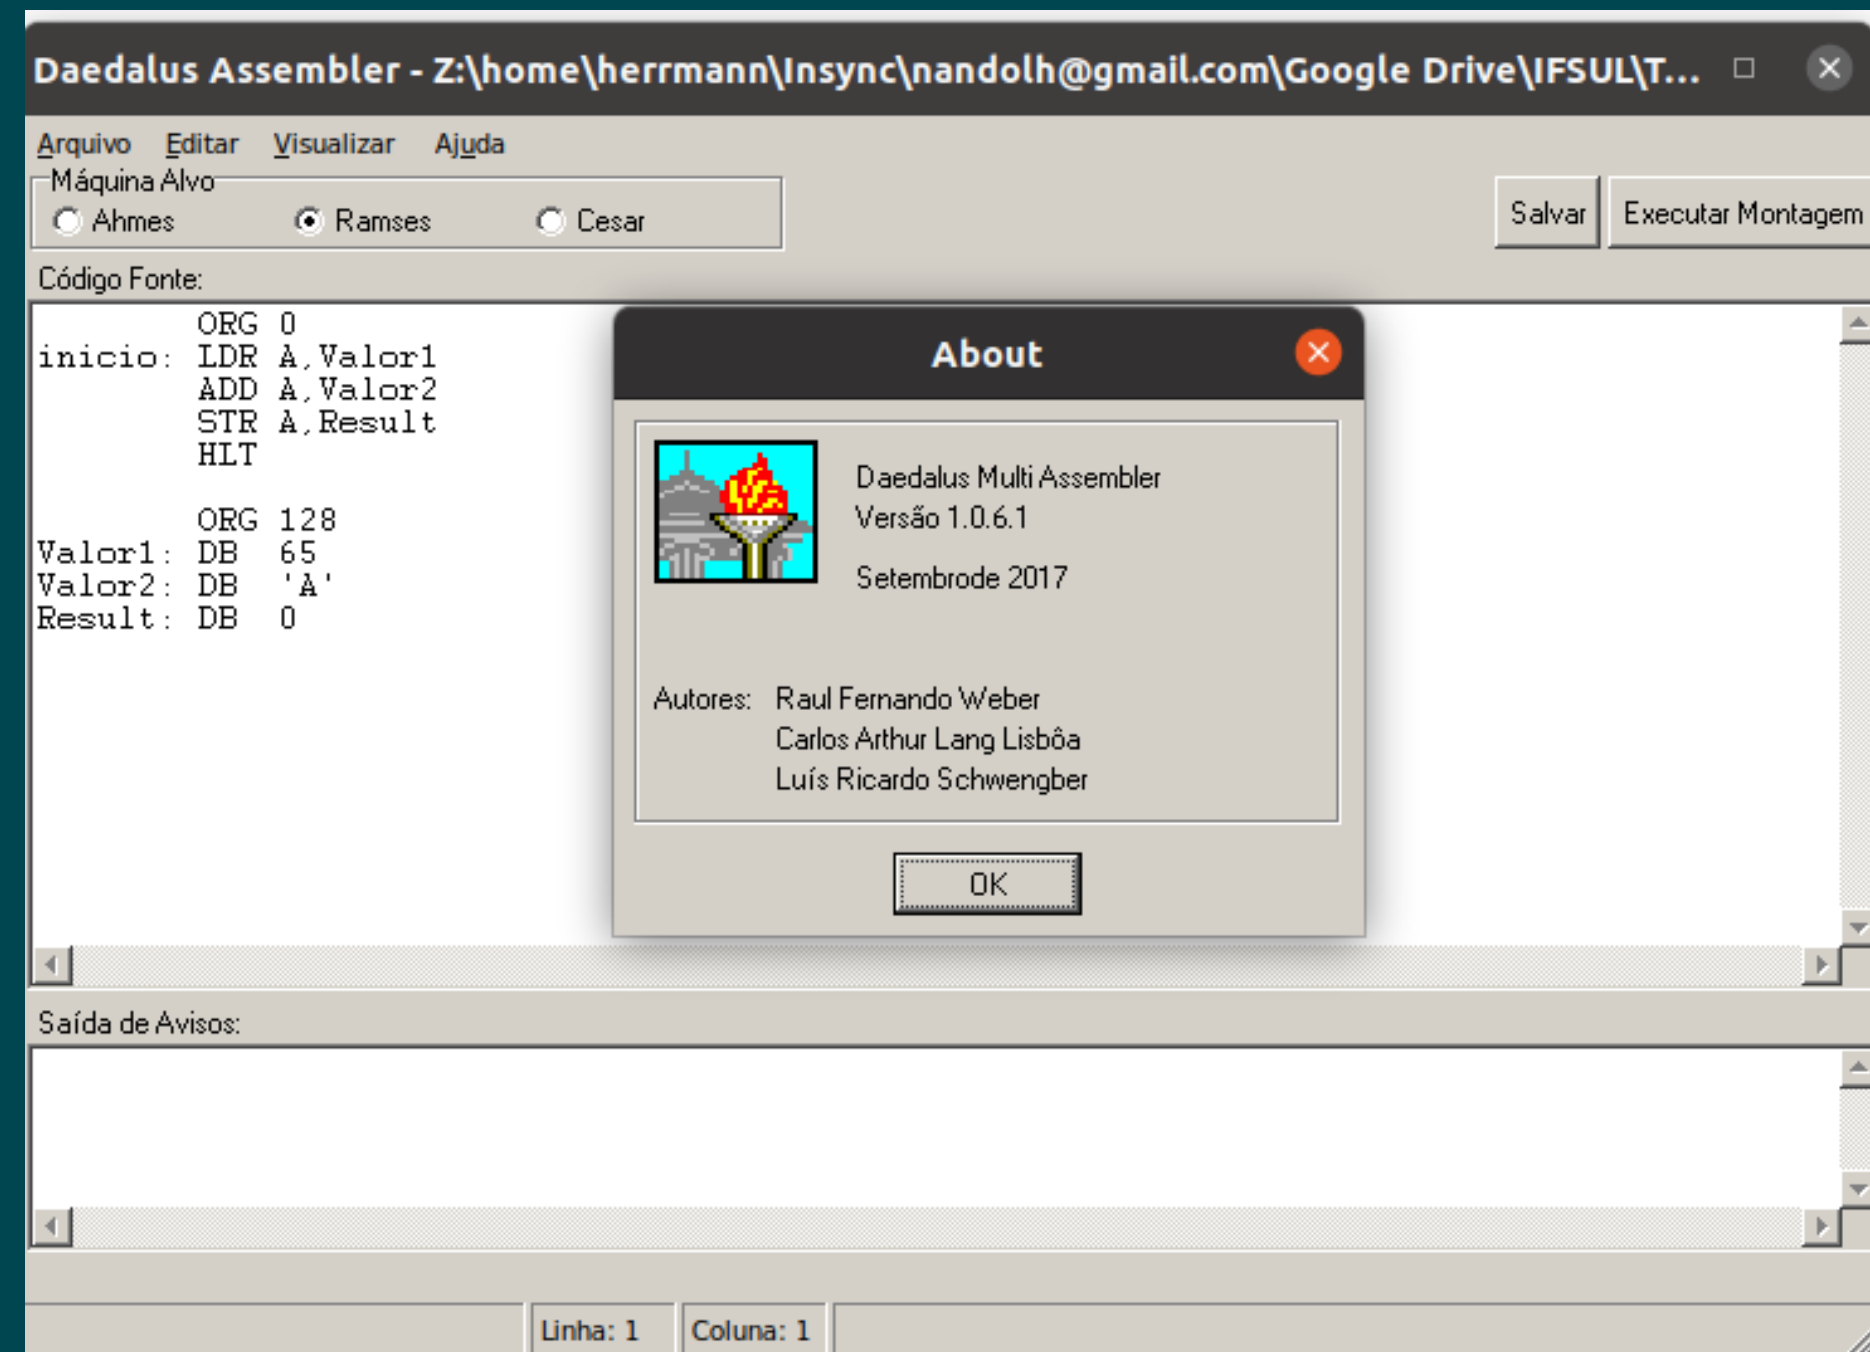 Daedalus Assembler - Z:\home\herrmann\Insync\nandolh@gmail.com\Google Drive\IFSUL\T...
Arquivo Editar Visualizar Ajuda
Máquina Alvo
Ahmes Ramses Cesar
Salvar Executar Montagem
Código Fonte:
ORG 0
inicio: LDR A,Valor1
ADD A,Valor2
STR A,Result
HLT
ORG 128
Valor1: DB 65
Valor2: DB 'A'
Result: DB 0
About
Daedalus Multi Assembler
Versão 1.0.6.1
Setembrode 2017
Autores: Raul Fernando Weber
Carlos Arthur Lang Lisbôa
Luís Ricardo Schwengber
OK
Saída de Avisos:
Linha: 1 Coluna: 1